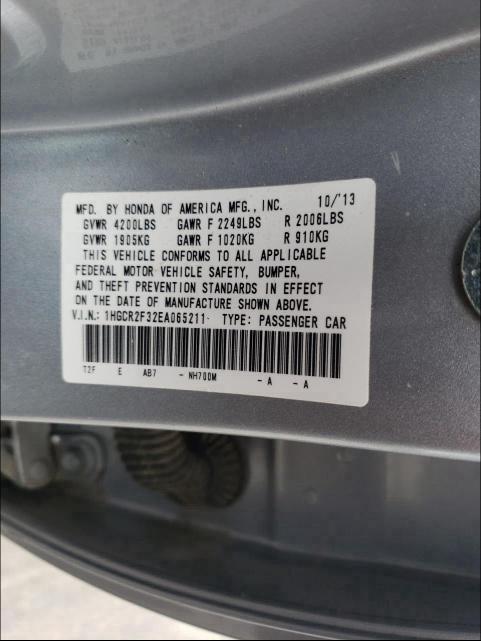 MFD. BY HONDA OF AMERICA MFG., INC. 10/'13
GVWR 4200LBS GAWR F 2249LBS R 2006LBS
GVWR 1905KG GAWR F 1020KG R 910KG
THIS VEHICLE CONFORMS TO ALL APPLICABLE
FEDERAL MOTOR VEHICLE SAFETY, BUMPER,
AND THEFT PREVENTION STANDARDS IN EFFECT
ON THE DATE OF MANUFACTURE SHOWN ABOVE.
V.I.N.: 1HGCR2F32EA065211 TYPE: PASSENGER CAR
T2F E AB7 - NH700M - A - A